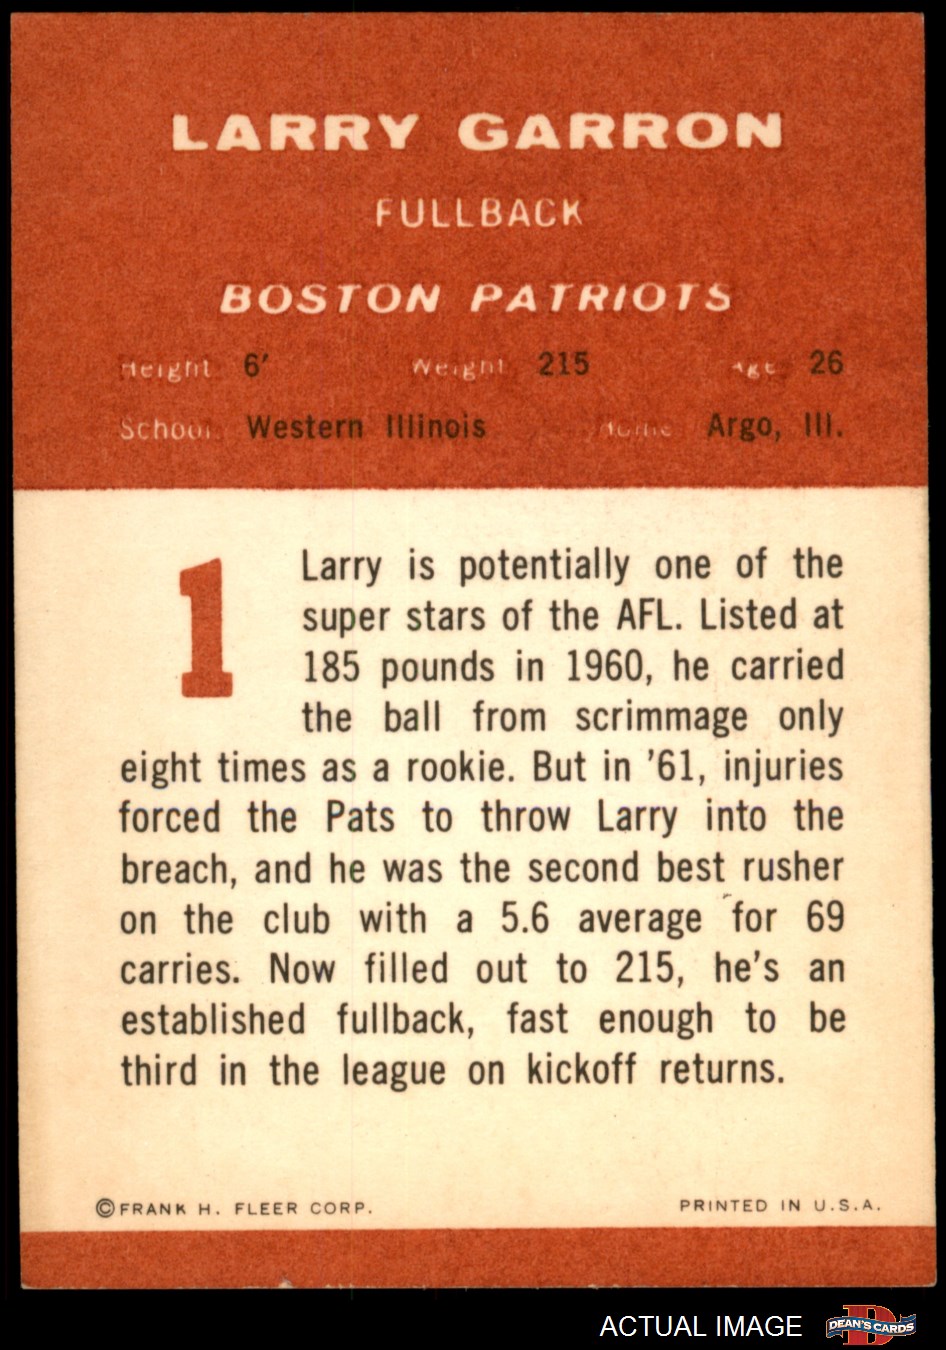 LARRY GARRON
FULLBACK
BOSTON PATRIOTS
Height 6' Weight 215 Age 26
School Western Illinois Home Argo, Ill.
1
Larry is potentially one of the
super stars of the AFL. Listed at
185 pounds in 1960, he carried
the ball from scrimmage only
eight times as a rookie. But in '61, injuries
forced the Pats to throw Larry into the
breach, and he was the second best rusher
on the club with a 5.6 average for 69
carries. Now filled out to 215, he's an
established fullback, fast enough to be
third in the league on kickoff returns.
©FRANK H. FLEER CORP. PRINTED IN U.S.A.
ACTUAL IMAGE DEAN'S CARDS